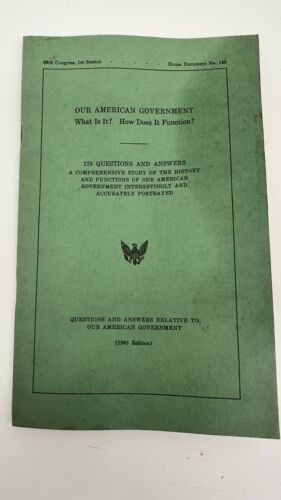 89th Congress, 1st Session - - - - - House Document No. 149
OUR AMERICAN GOVERNMENT
What Is It? How Does It Function?
175 QUESTIONS AND ANSWERS
A COMPREHENSIVE STORY OF THE HISTORY
AND FUNCTIONS OF OUR AMERICAN
GOVERNMENT INTERESTINGLY AND
ACCURATELY PORTRAYED
QUESTIONS AND ANSWERS RELATIVE TO
OUR AMERICAN GOVERNMENT
(1965 Edition)